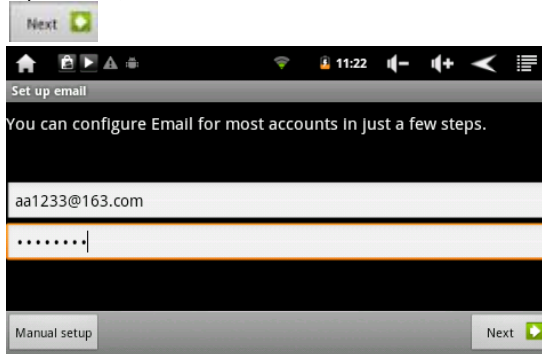 Next
11:22
Set up email
You can configure Email for most accounts in just a few steps.
aa1233@163.com
••••••••
Manual setup
Next